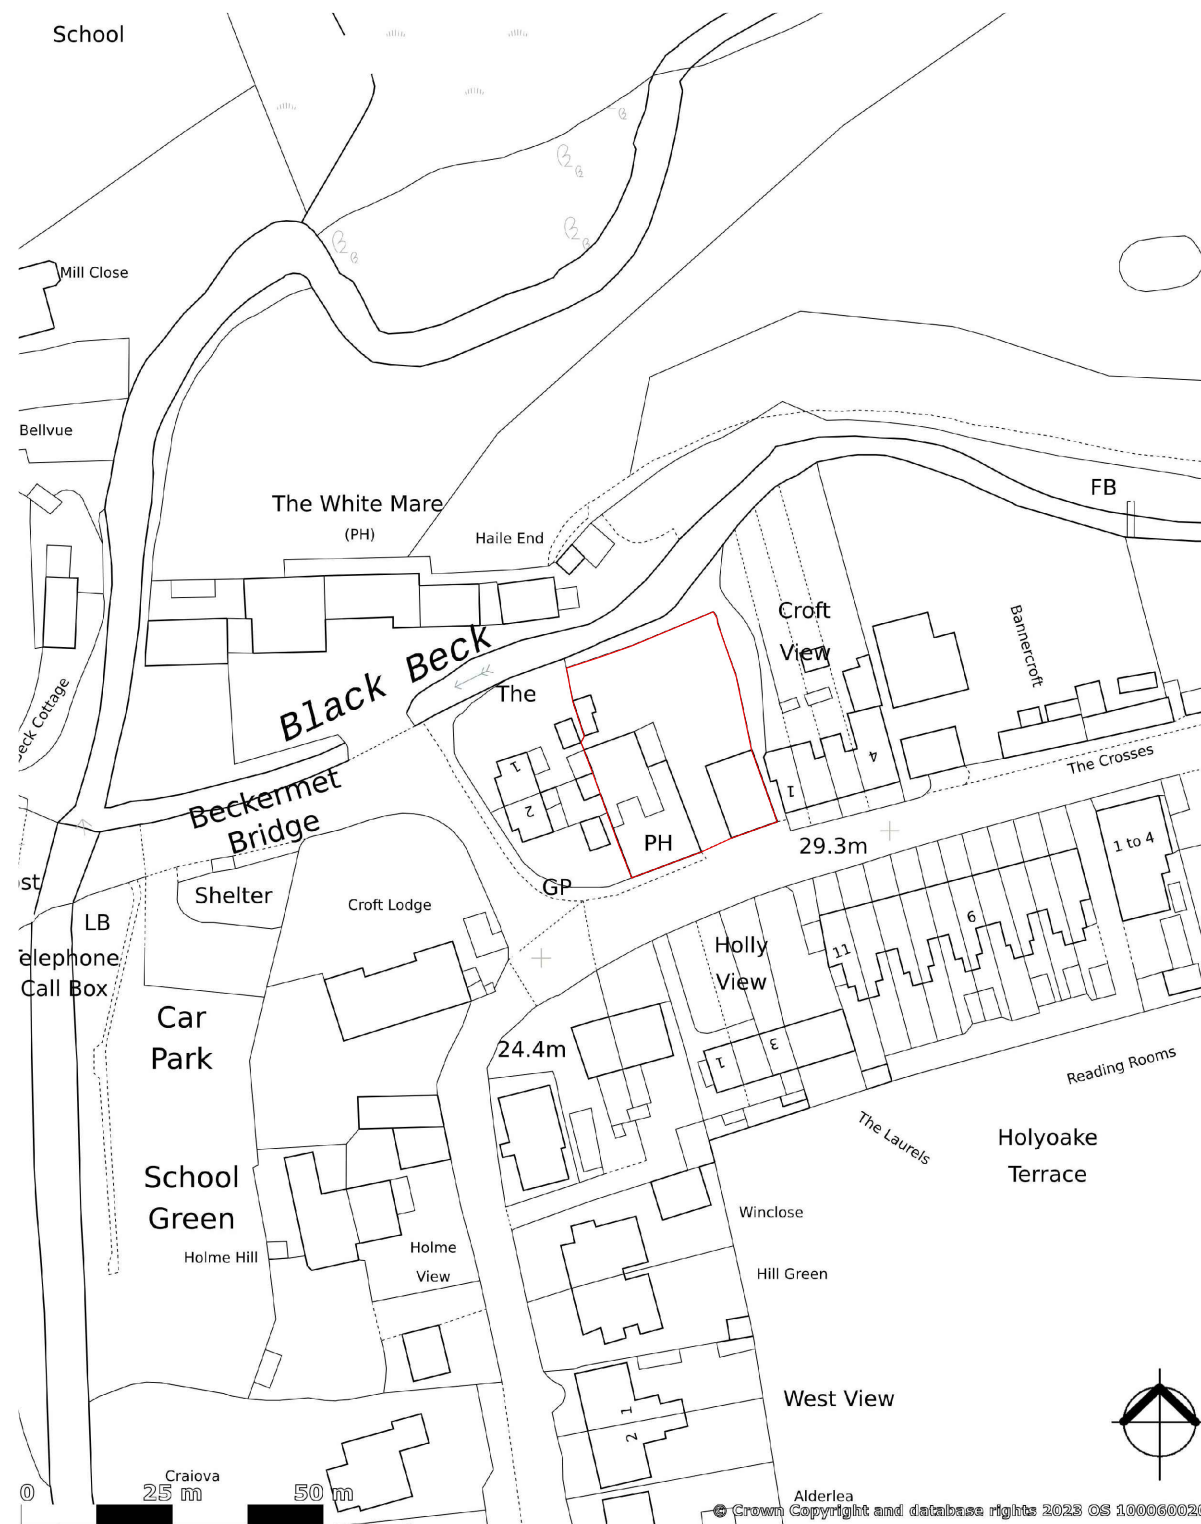 School
Mill Close
Bellvue
The White Mare
(PH)
Haile End
FB
Croft
View
Bannercroft
Black Beck
The
Beck Cottage
1
2
1
4
The Crosses
Beckermet
Bridge
PH
29.3m
1 to 4
GP
Shelter
Croft Lodge
LB
elephone
Call Box
Holly
View
11
6
Car
Park
24.4m
1
3
Reading Rooms
The Laurels
Holyoake
Terrace
School
Green
Winclose
Holme Hill
Holme
View
Hill Green
West View
1
2
Craiova
Alderlea
0 25 m 50 m
© Crown Copyright and database rights 2023 OS 10006002